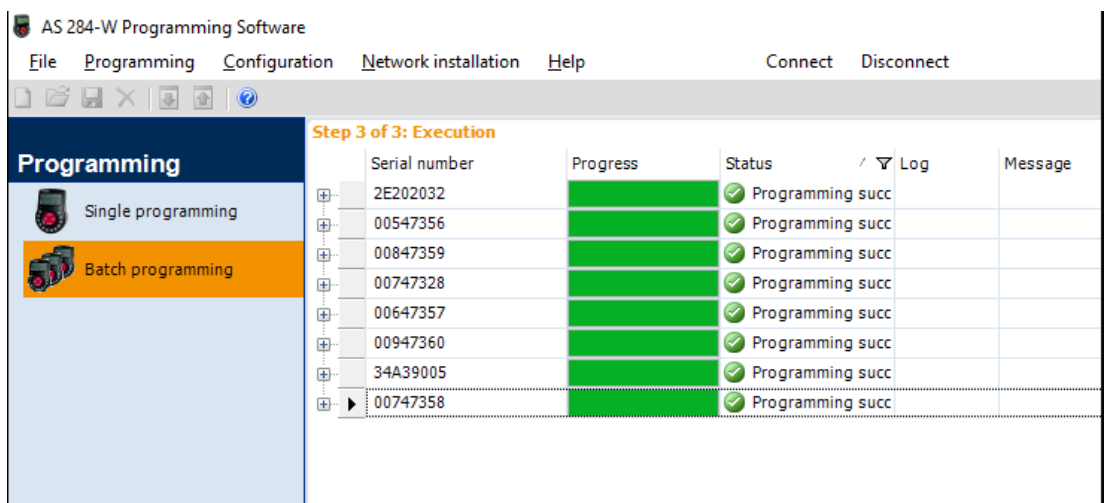 AS 284-W Programming Software
File Programming Configuration Network installation Help Connect Disconnect
Step 3 of 3: Execution
Programming
Single programming
Batch programming
Serial number Progress Status Log Message
2E202032 Programming succ
00547356 Programming succ
00847359 Programming succ
00747328 Programming succ
00647357 Programming succ
00947360 Programming succ
34A39005 Programming succ
00747358 Programming succ